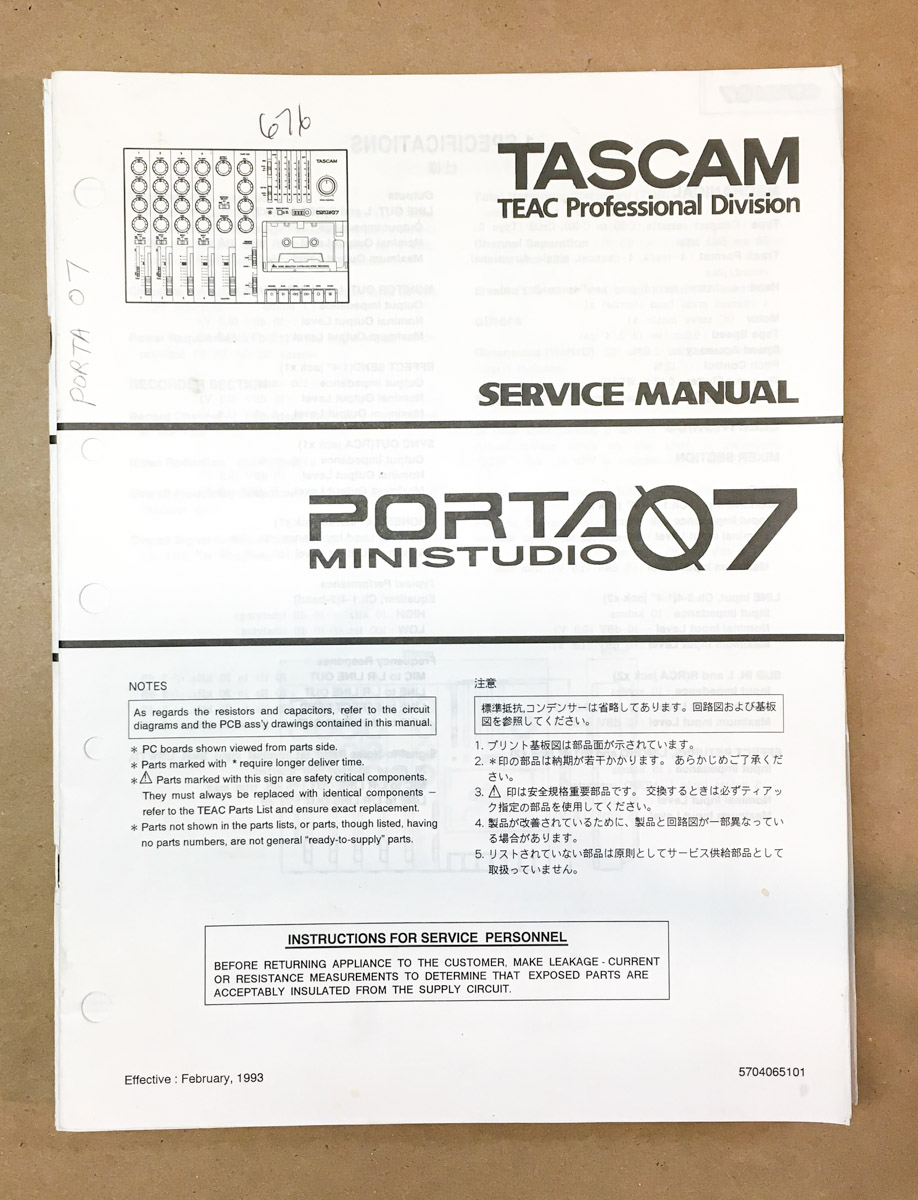 676
TASCAM
TEAC Professional Division
TASCAM
PORTA 07
SERVICE MANUAL
PORTA 07
MINISTUDIO
NOTES
As regards the resistors and capacitors, refer to the circuit
diagrams and the PCB ass'y drawings contained in this manual.
* PC boards shown viewed from parts side.
* Parts marked with * require longer deliver time.
* ⚠ Parts marked with this sign are safety critical components.
They must always be replaced with identical components –
refer to the TEAC Parts List and ensure exact replacement.
* Parts not shown in the parts lists, or parts, though listed, having
no parts numbers, are not general "ready-to-supply" parts.
注意
標準抵抗,コンデンサーは省略してあります。回路図および基板
図を参照してください。
1. プリント基板図は部品面が示されています。
2. *印の部品は納期が若干かかります。 あらかじめご了承くだ
さい。
3. ⚠ 印は安全規格重要部品です。 交換するときは必ずティアッ
ク指定の部品を使用してください。
4. 製品が改善されているために、製品と回路図が一部異なってい
る場合があります。
5. リストされていない部品は原則としてサービス供給部品として
取扱っていません。
INSTRUCTIONS FOR SERVICE PERSONNEL
BEFORE RETURNING APPLIANCE TO THE CUSTOMER, MAKE LEAKAGE - CURRENT
OR RESISTANCE MEASUREMENTS TO DETERMINE THAT EXPOSED PARTS ARE
ACCEPTABLY INSULATED FROM THE SUPPLY CIRCUIT.
Effective : February, 1993
5704065101